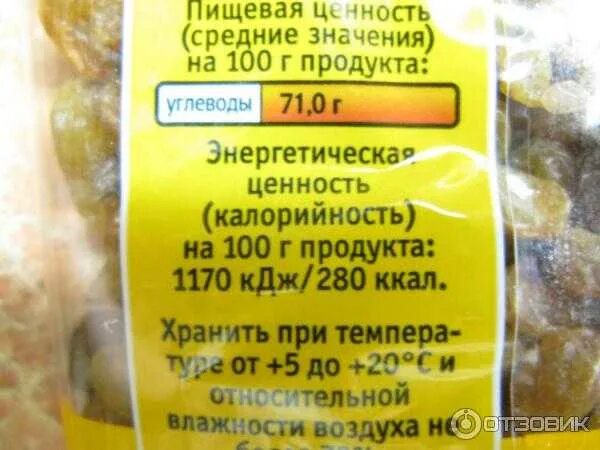 Пищевая ценность
(средние значения)
на 100 г продукта:
углеводы 71,0 г
Энергетическая
ценность
(калорийность)
на 100 г продукта:
1170 кДж/280 ккал.
Хранить при темпера-
туре от +5 до +20°С и
относительной
влажности воздуха не
более
ОТЗОВИК